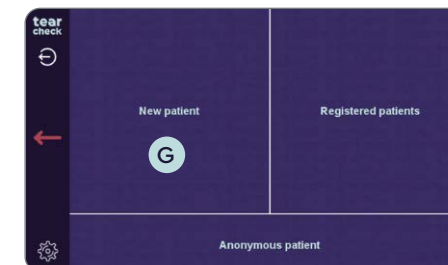 tear
check
New patient
Registered patients
G
Anonymous patient